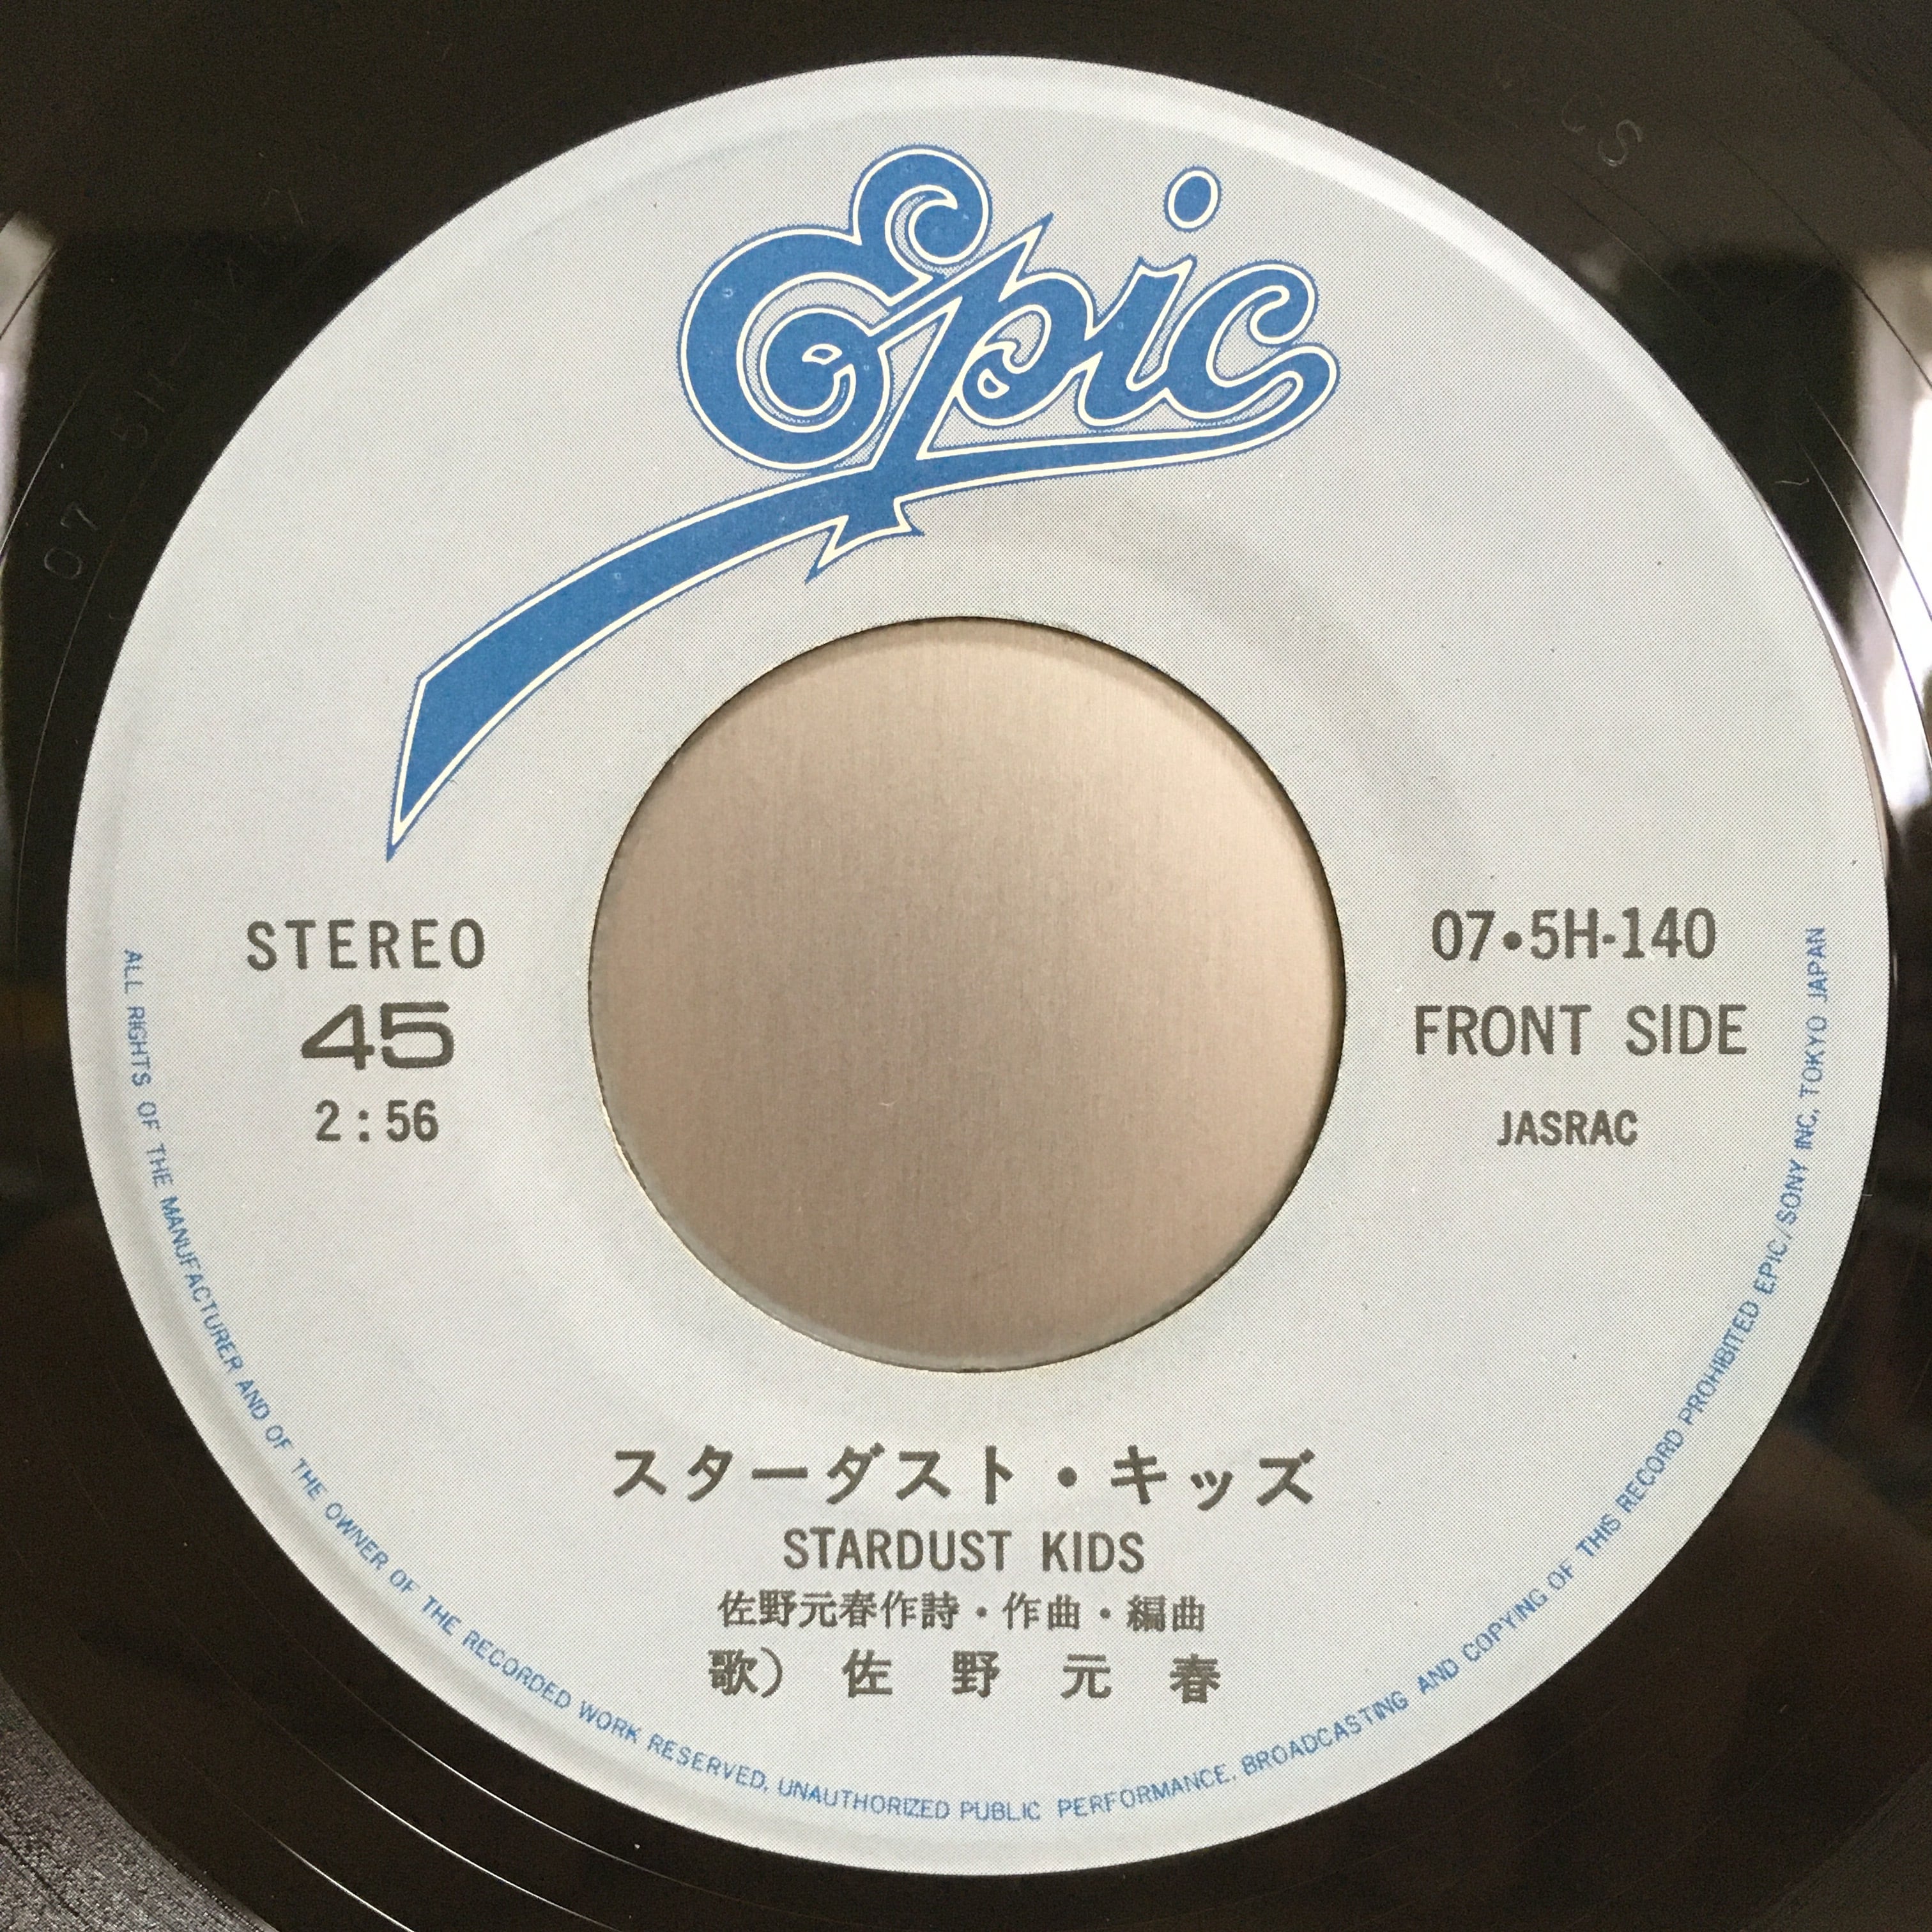 Epic
STEREO
45
2:56
07•5H-140
FRONT SIDE
JASRAC
スターダスト・キッズ
STARDUST KIDS
佐野元春作詩・作曲・編曲
歌） 佐 野 元 春
ALL RIGHTS OF THE MANUFACTURER AND OF THE OWNER OF THE RECORDED WORK RESERVED, UNAUTHORIZED PUBLIC PERFORMANCE, BROADCASTING AND COPYING OF THIS RECORD PROHIBITED EPIC/SONY INC, TOKYO JAPAN
07 5H